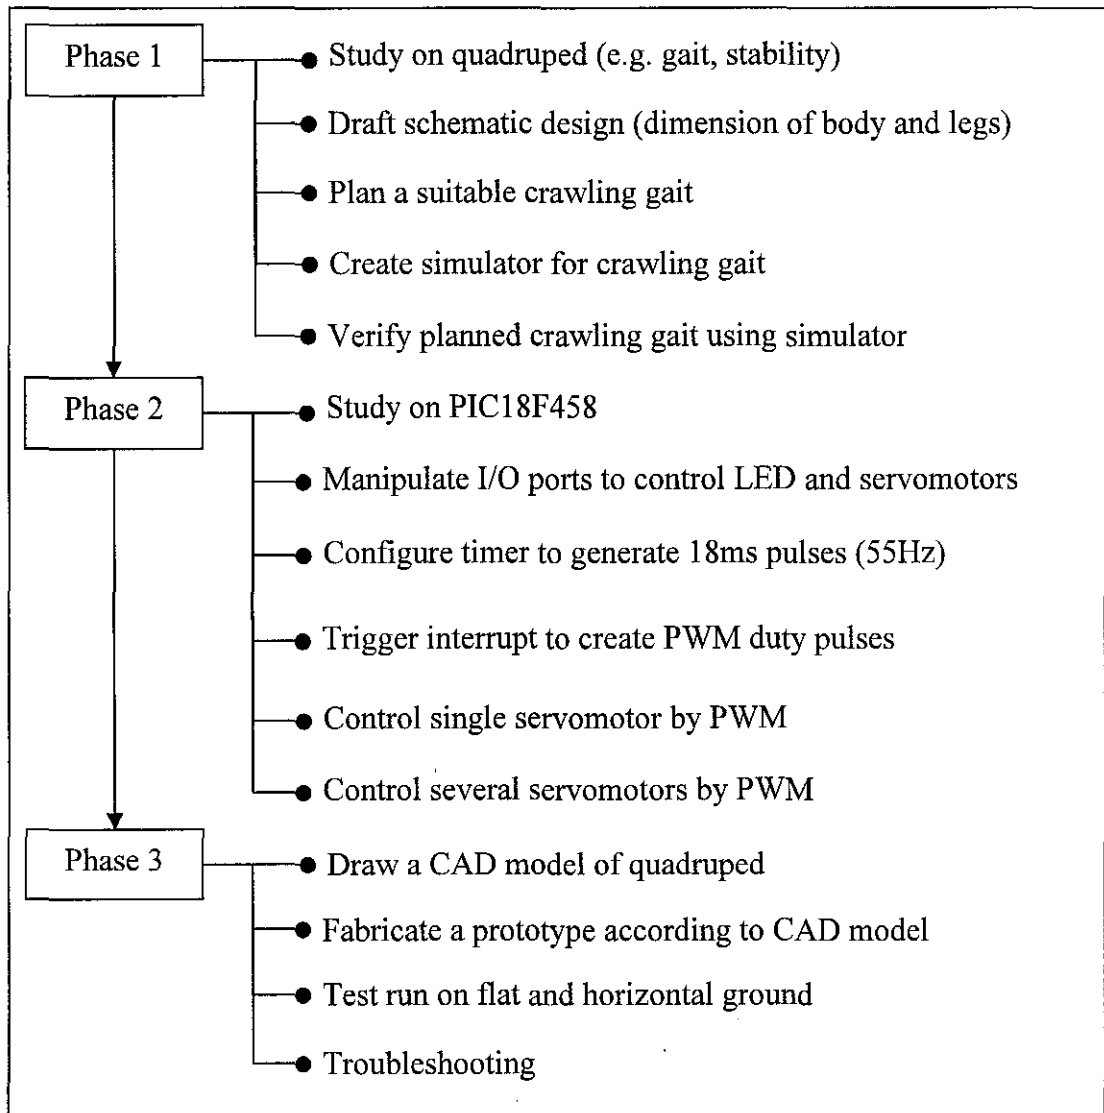 Phase 1
Study on quadruped (e.g. gait, stability)
Draft schematic design (dimension of body and legs)
Plan a suitable crawling gait
Create simulator for crawling gait
Verify planned crawling gait using simulator
Phase 2
Study on PIC18F458
Manipulate I/O ports to control LED and servomotors
Configure timer to generate 18ms pulses (55Hz)
Trigger interrupt to create PWM duty pulses
Control single servomotor by PWM
Control several servomotors by PWM
Phase 3
Draw a CAD model of quadruped
Fabricate a prototype according to CAD model
Test run on flat and horizontal ground
Troubleshooting